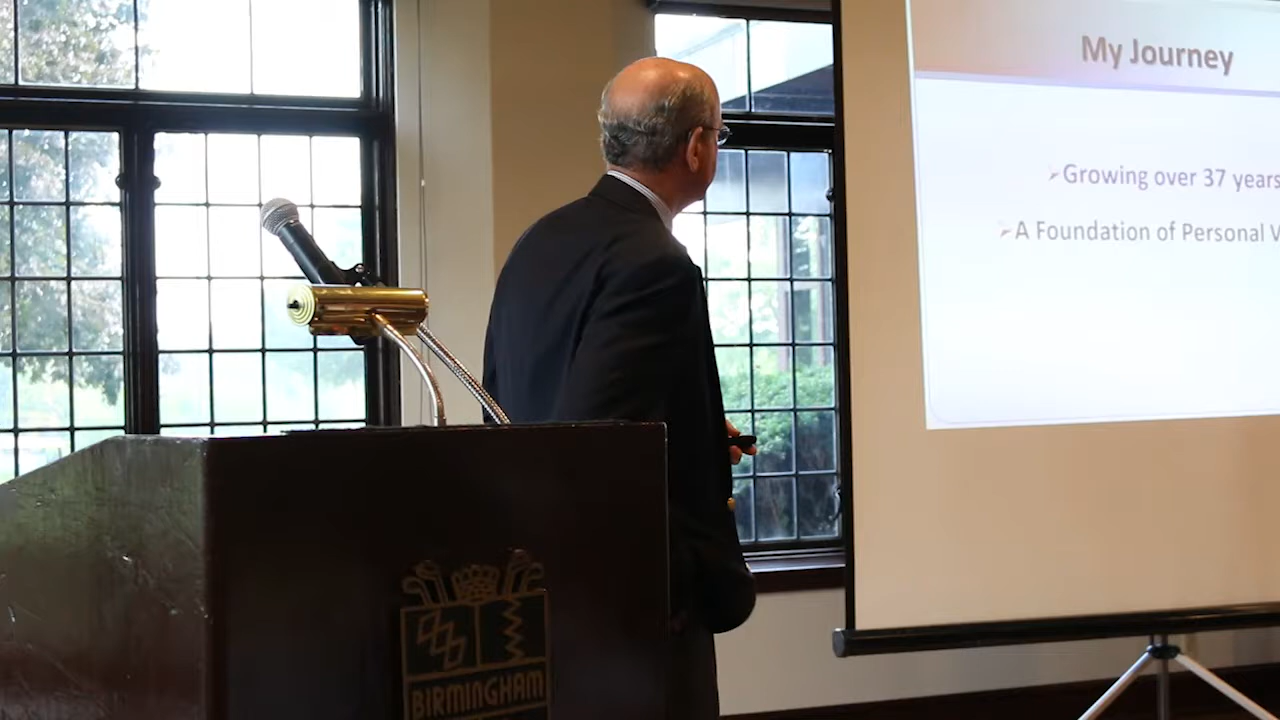 My Journey
Growing over 37 years
A Foundation of Personal
BIRMINGHAM